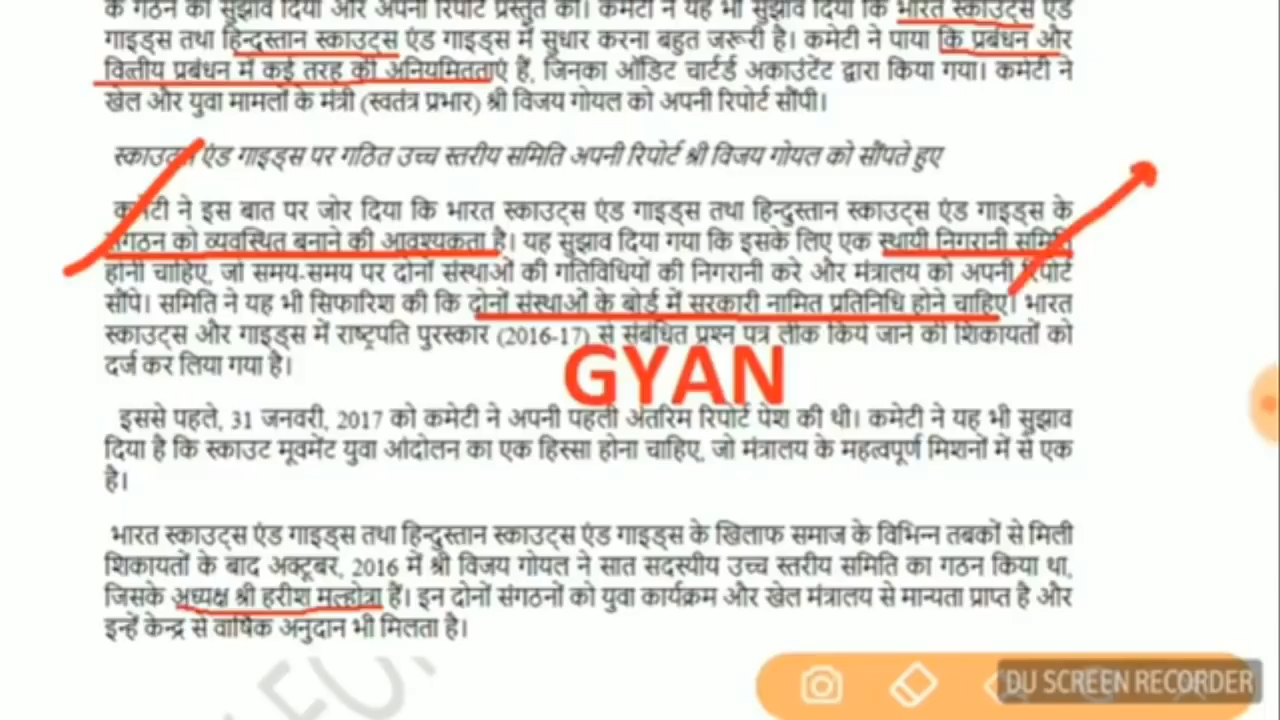 के गठन का सुझाव दिया और अपनी रिपोर्ट प्रस्तुत की। कमेटी ने यह भी सुझाव दिया कि भारत स्काउट्स एंड
गाइड्स तथा हिन्दुस्तान स्काउट्स एंड गाइड्स में सुधार करना बहुत जरूरी है। कमेटी ने पाया कि प्रबंधन और
वित्तीय प्रबंधन में कई तरह की अनियमितताएं हैं, जिनका ऑडिट चार्टर्ड अकाउंटेंट द्वारा किया गया। कमेटी ने
खेल और युवा मामलों के मंत्री (स्वतंत्र प्रभार) श्री विजय गोयल को अपनी रिपोर्ट सौंपी।
स्काउट्स एंड गाइड्स पर गठित उच्च स्तरीय समिति अपनी रिपोर्ट श्री विजय गोयल को सौंपते हुए
कमेटी ने इस बात पर जोर दिया कि भारत स्काउट्स एंड गाइड्स तथा हिन्दुस्तान स्काउट्स एंड गाइड्स के
संगठन को व्यवस्थित बनाने की आवश्यकता है। यह सुझाव दिया गया कि इसके लिए एक स्थायी निगरानी समिति
होनी चाहिए, जो समय-समय पर दोनों संस्थाओं की गतिविधियों की निगरानी करे और मंत्रालय को अपनी रिपोर्ट
सौंपे। समिति ने यह भी सिफारिश की कि दोनों संस्थाओं के बोर्ड में सरकारी नामित प्रतिनिधि होने चाहिए। भारत
स्काउट्स और गाइड्स में राष्ट्रपति पुरस्कार (2016-17) से संबंधित प्रश्न पत्र लीक किये जाने की शिकायतों को
दर्ज कर लिया गया है।
GYAN
इससे पहले, 31 जनवरी, 2017 को कमेटी ने अपनी पहली अंतरिम रिपोर्ट पेश की थी। कमेटी ने यह भी सुझाव
दिया है कि स्काउट मूवमेंट युवा आंदोलन का एक हिस्सा होना चाहिए, जो मंत्रालय के महत्वपूर्ण मिशनों में से एक
है।
भारत स्काउट्स एंड गाइड्स तथा हिन्दुस्तान स्काउट्स एंड गाइड्स के खिलाफ समाज के विभिन्न तबकों से मिली
शिकायतों के बाद अक्टूबर, 2016 में श्री विजय गोयल ने सात सदस्यीय उच्च स्तरीय समिति का गठन किया था,
जिसके अध्यक्ष श्री हरीश मल्होत्रा हैं। इन दोनों संगठनों को युवा कार्यक्रम और खेल मंत्रालय से मान्यता प्राप्त है और
इन्हें केन्द्र से वार्षिक अनुदान भी मिलता है।
DU SCREEN RECORDER